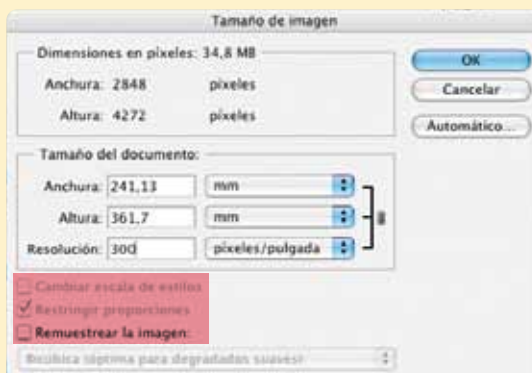 Tamaño de imagen
Dimensiones en píxeles: 34,8 MB
Anchura: 2848 píxeles
Altura: 4272 píxeles
OK
Cancelar
Automático...
Tamaño del documento:
Anchura: 241,13 mm
Altura: 361,7 mm
Resolución: 300 píxeles/pulgada
Cambiar escala de estilos
Restringir proporciones
Remuestrear la imagen:
Bicúbica (óptima para degradados suaves)